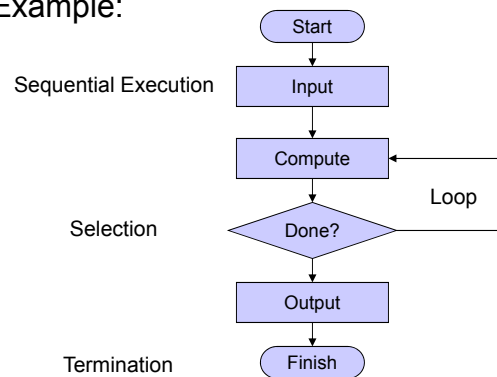 Example:
Start
Sequential Execution
Input
Compute
Loop
Selection
Done?
Output
Termination
Finish